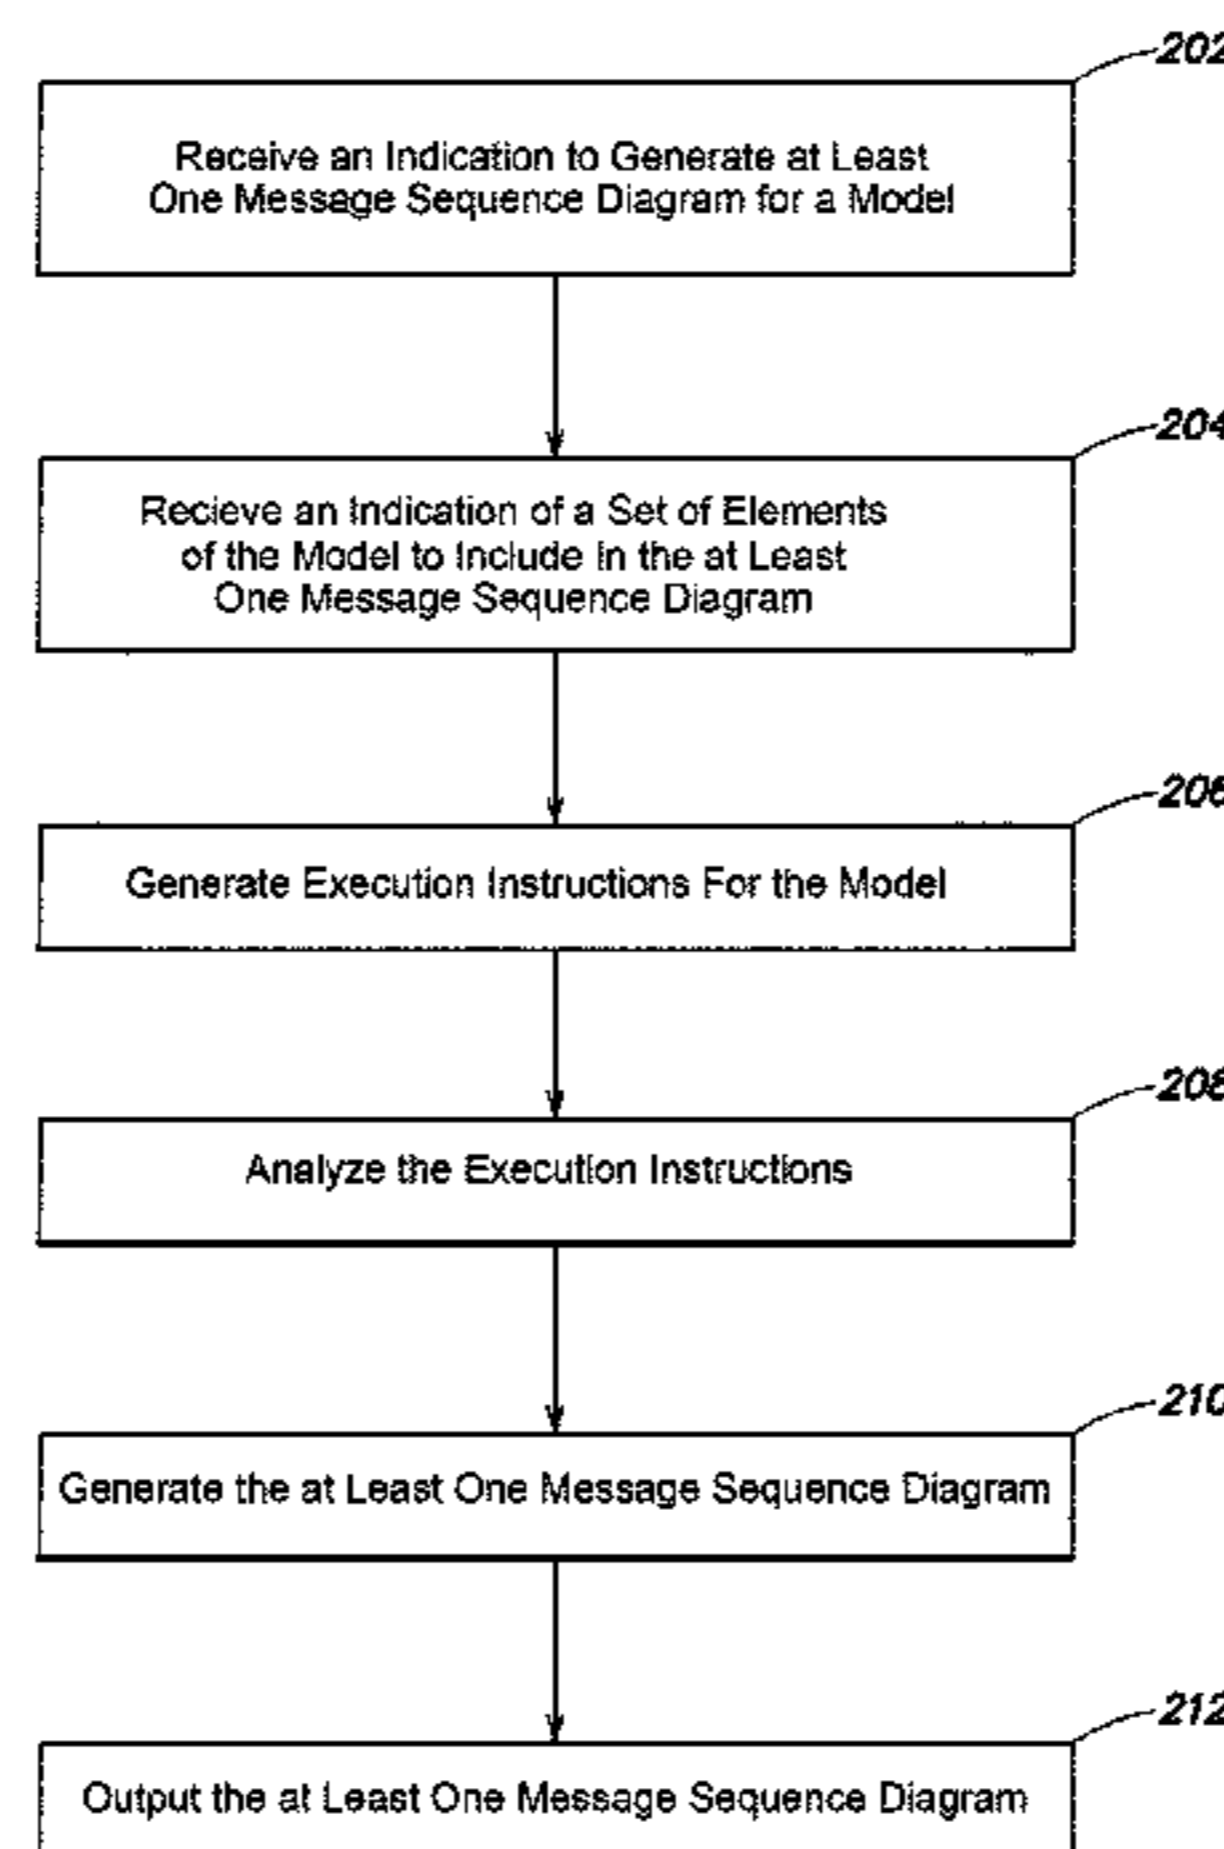 202
Receive an Indication to Generate at Least
One Message Sequence Diagram for a Model
204
Recieve an Indication of a Set of Elements
of the Model to Include in the at Least
One Message Sequence Diagram
206
Generate Execution Instructions For the Model
208
Analyze the Execution Instructions
210
Generate the at Least One Message Sequence Diagram
212
Output the at Least One Message Sequence Diagram